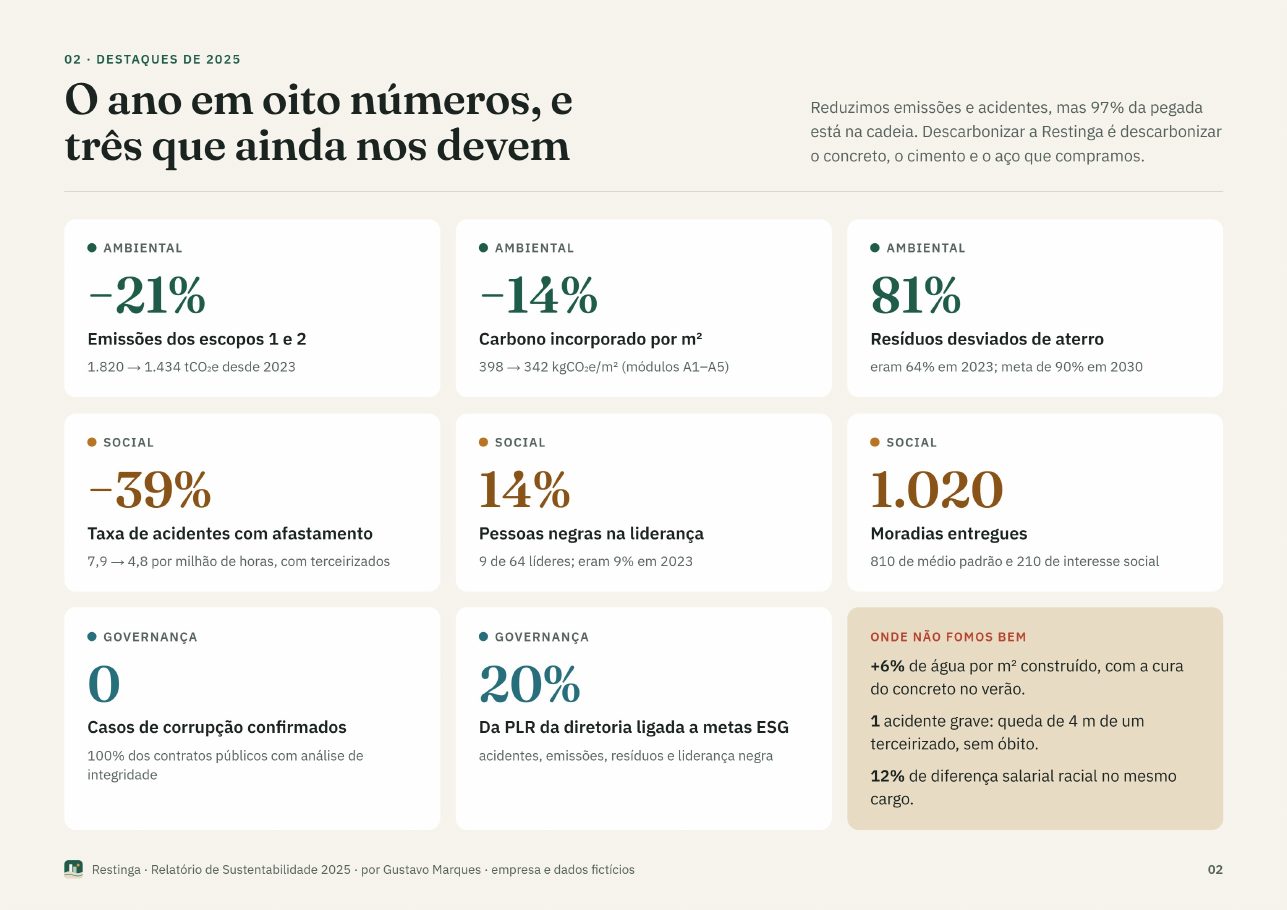 02 · DESTAQUES DE 2025
O ano em oito números, e
três que ainda nos devem
Reduzimos emissões e acidentes, mas 97% da pegada
está na cadeia. Descarbonizar a Restinga é descarbonizar
o concreto, o cimento e o aço que compramos.
AMBIENTAL
−21%
Emissões dos escopos 1 e 2
1.820 → 1.434 tCO₂e desde 2023
AMBIENTAL
−14%
Carbono incorporado por m²
398 → 342 kgCO₂e/m² (módulos A1–A5)
AMBIENTAL
81%
Resíduos desviados de aterro
eram 64% em 2023; meta de 90% em 2030
SOCIAL
−39%
Taxa de acidentes com afastamento
7,9 → 4,8 por milhão de horas, com terceirizados
SOCIAL
14%
Pessoas negras na liderança
9 de 64 líderes; eram 9% em 2023
SOCIAL
1.020
Moradias entregues
810 de médio padrão e 210 de interesse social
GOVERNANÇA
0
Casos de corrupção confirmados
100% dos contratos públicos com análise de
integridade
GOVERNANÇA
20%
Da PLR da diretoria ligada a metas ESG
acidentes, emissões, resíduos e liderança negra
ONDE NÃO FOMOS BEM
+6% de água por m² construído, com a cura
do concreto no verão.
1 acidente grave: queda de 4 m de um
terceirizado, sem óbito.
12% de diferença salarial racial no mesmo
cargo.
Restinga · Relatório de Sustentabilidade 2025 · por Gustavo Marques · empresa e dados fictícios
02